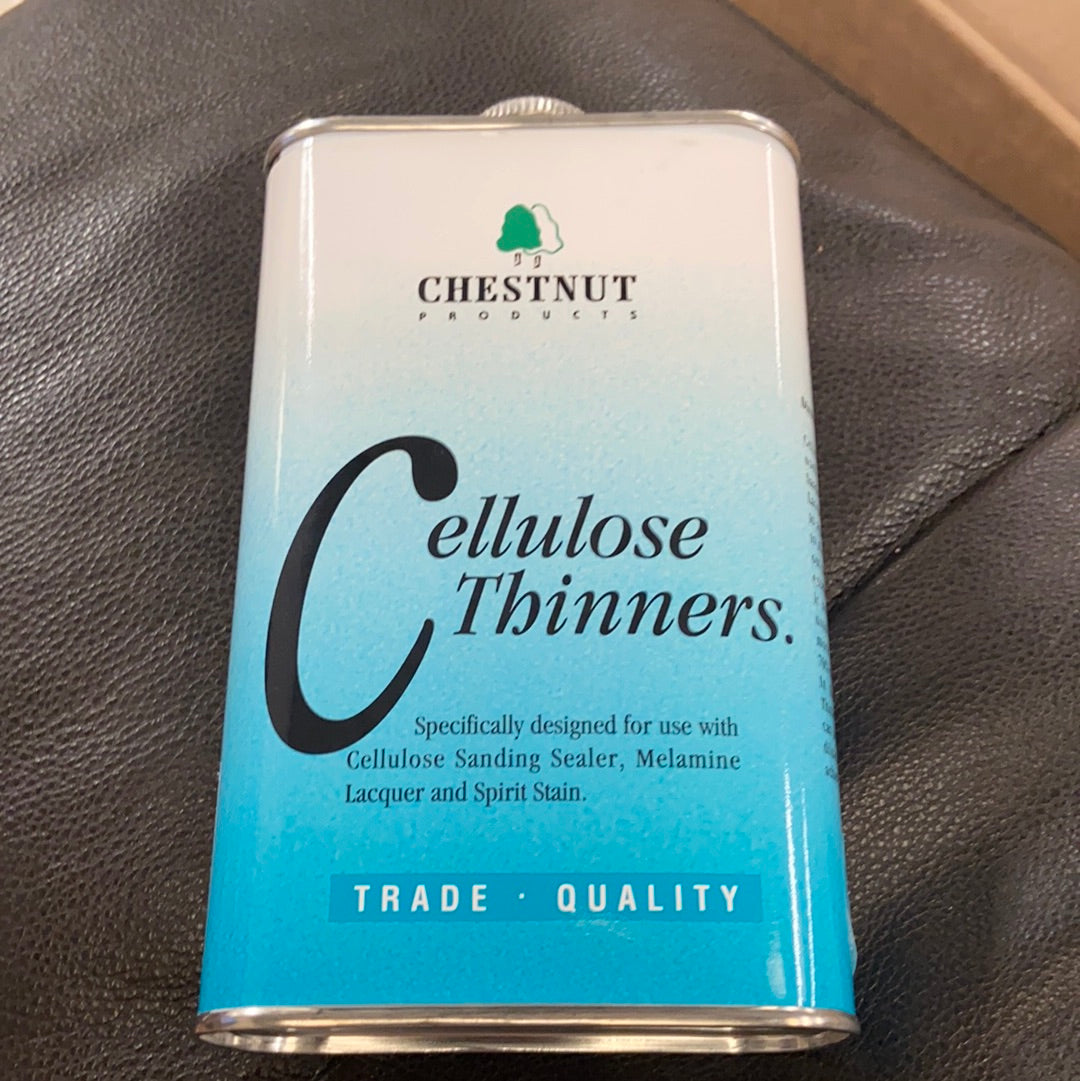 CHESTNUT
PRODUCTS
Cellulose
Thinners.
Specifically designed for use with
Cellulose Sanding Sealer, Melamine
Lacquer and Spirit Stain.
TRADE · QUALITY